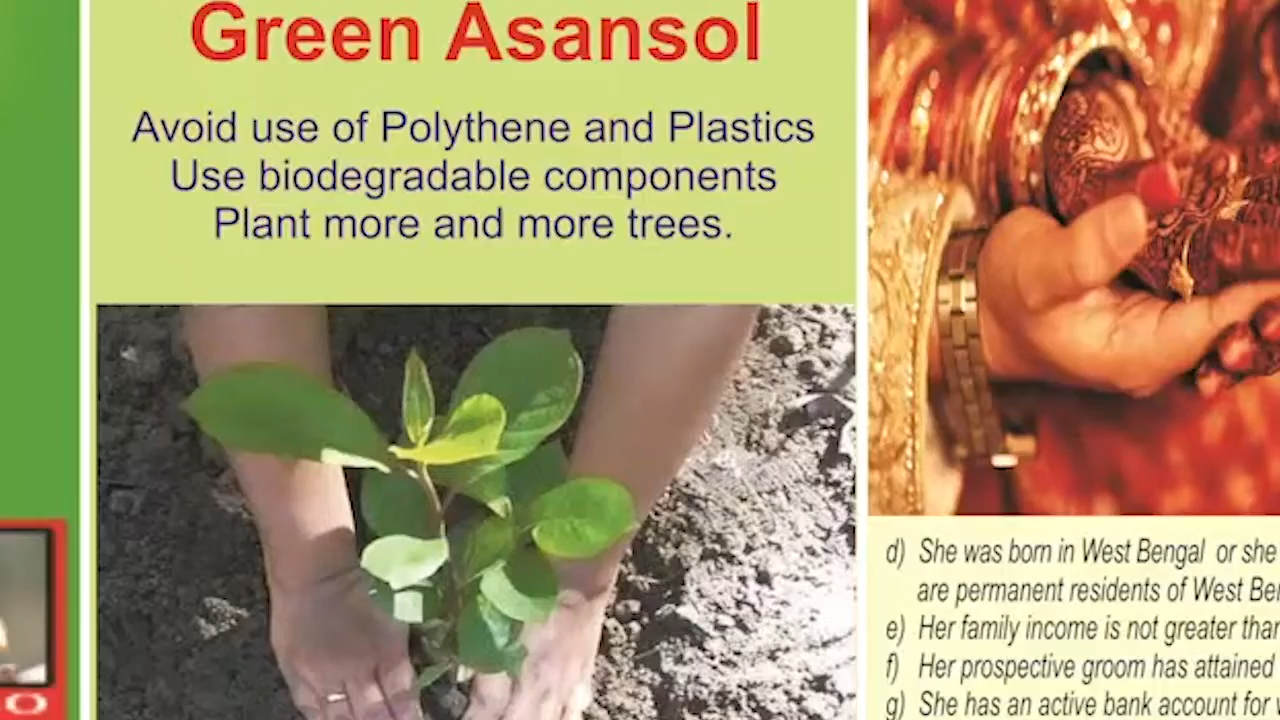 Green Asansol
Avoid use of Polythene and Plastics
Use biodegradable components
Plant more and more trees.
d) She was born in West Bengal or she
are permanent residents of West
e) Her family income is not greater than
f) Her prospective groom has attained
g) She has an active bank account for